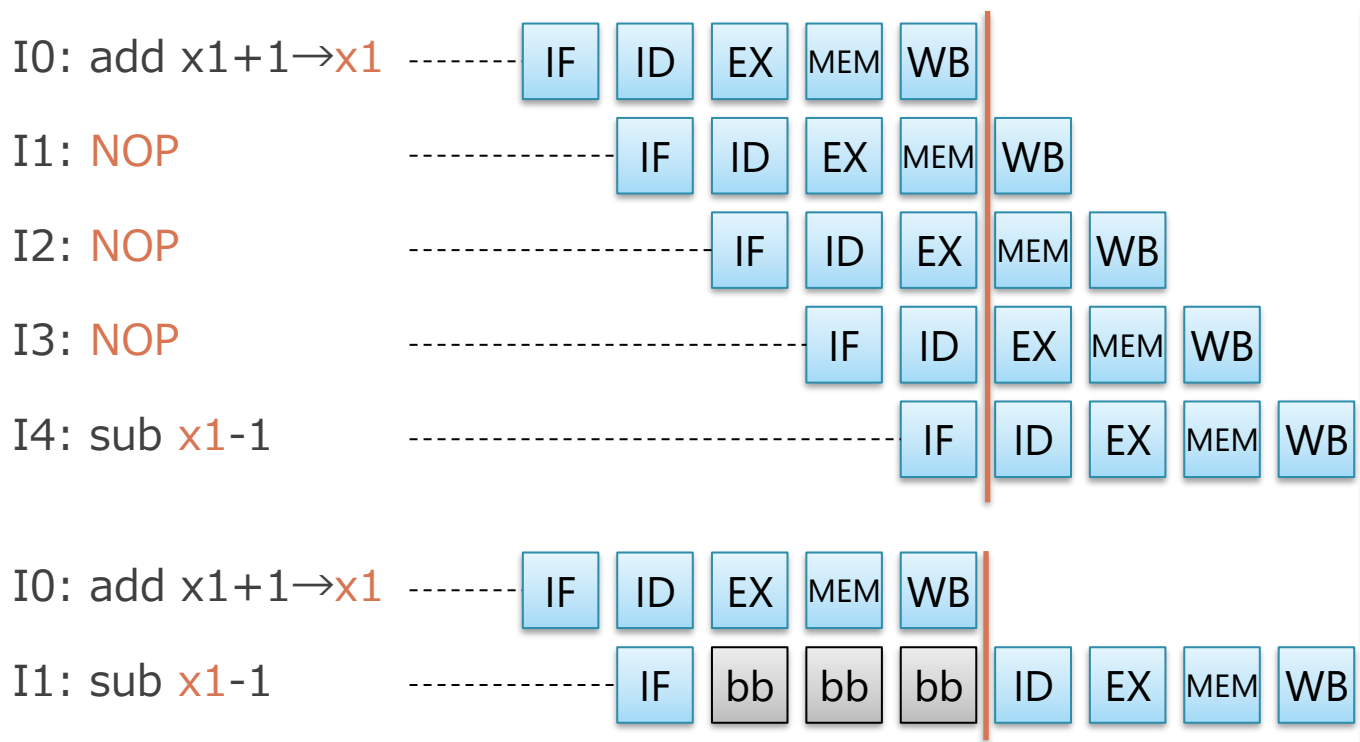 I0: add x1+1→x1 IF ID EX MEM WB
I1: NOP IF ID EX MEM WB
I2: NOP IF ID EX MEM WB
I3: NOP IF ID EX MEM WB
I4: sub x1-1 IF ID EX MEM WB
I0: add x1+1→x1 IF ID EX MEM WB
I1: sub x1-1 IF bb bb bb ID EX MEM WB